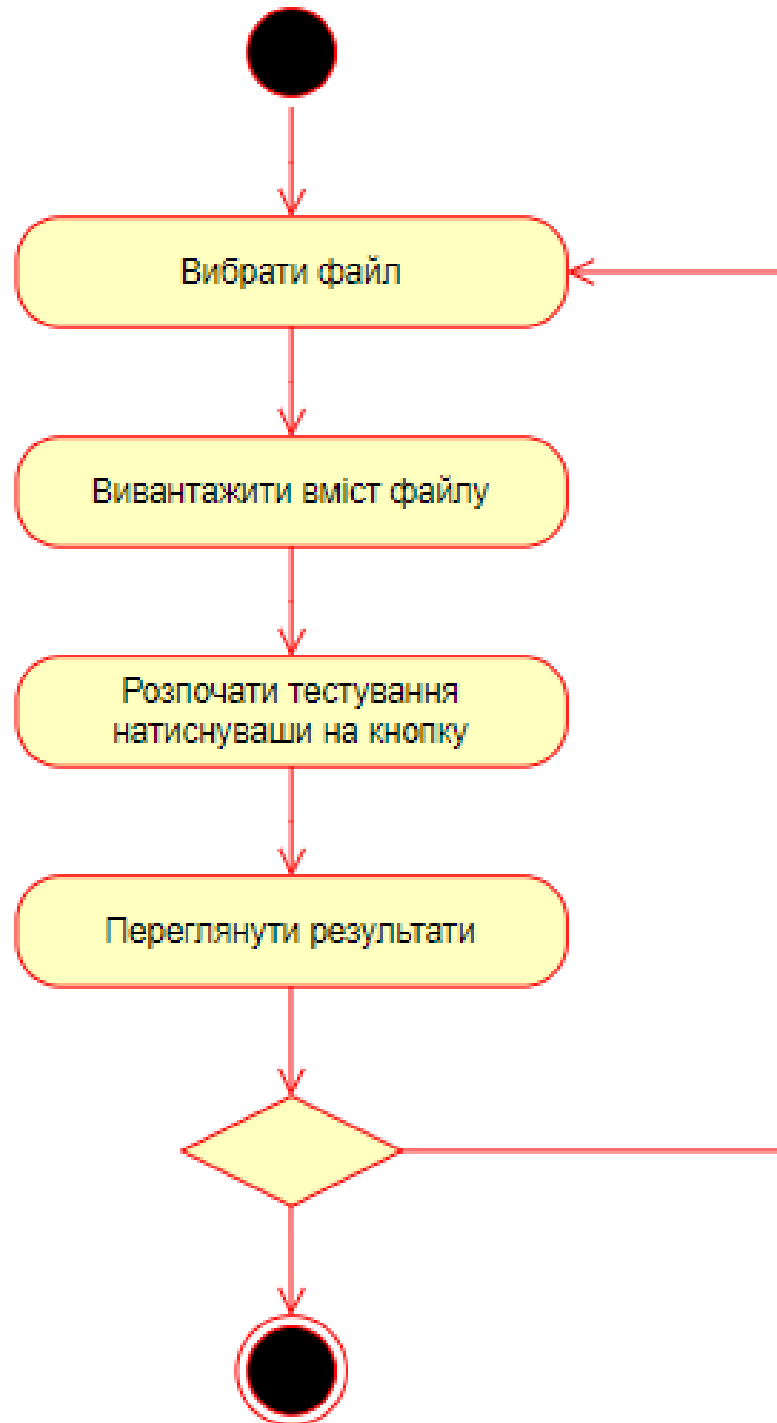 Вибрати файл
Вивантажити вміст файлу
Розпочати тестування
натиснуваши на кнопку
Переглянути результати